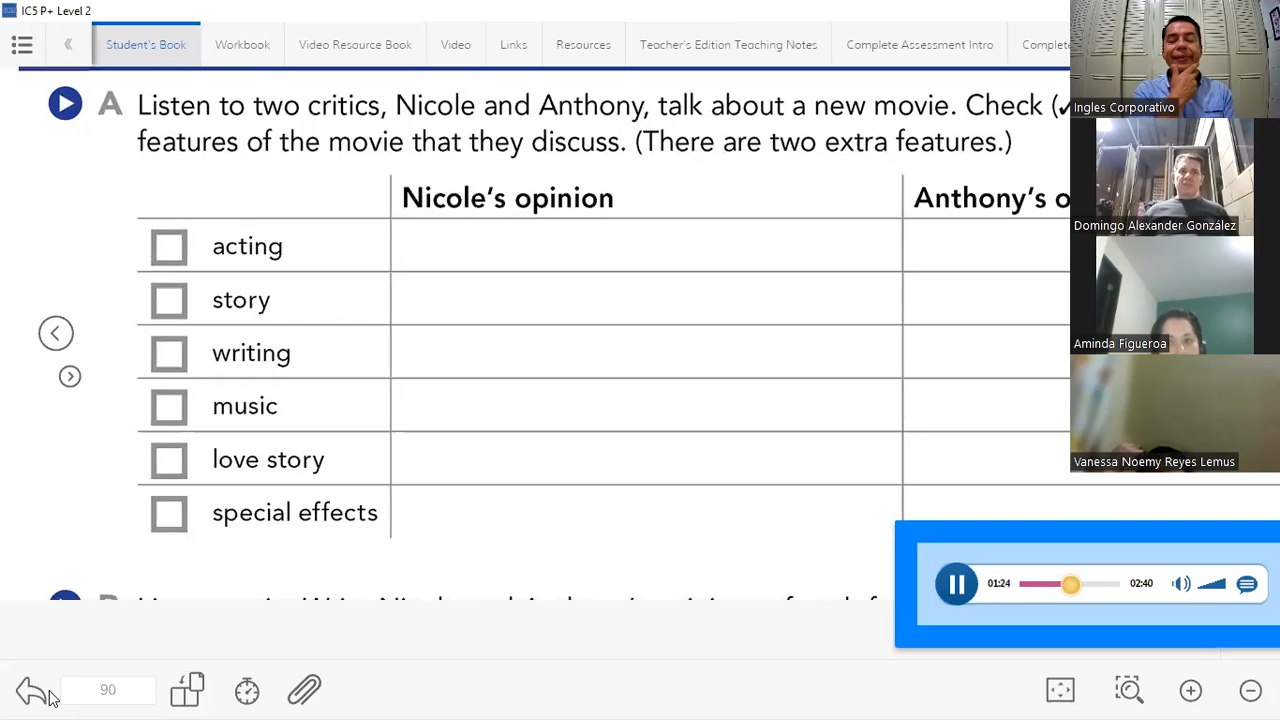 IC5 P+ Level 2
Student's Book
Workbook
Video Resource Book
Links
Resources
Teacher's Edition Teaching Notes
Complete Assessment Intro
A Listen to two critics, Nicole and Anthony, talk about a new movie. Check (✓
features of the movie that they discuss. (There are two extra features.)
Nicole's opinion
Anthony's o
acting
story
writing
music
love story
special effects
Ingles Corporativo
Domingo Alexander González
Aminda Figueroa
Vanessa Noemy Reyes Lemus
01:24
02:40
90